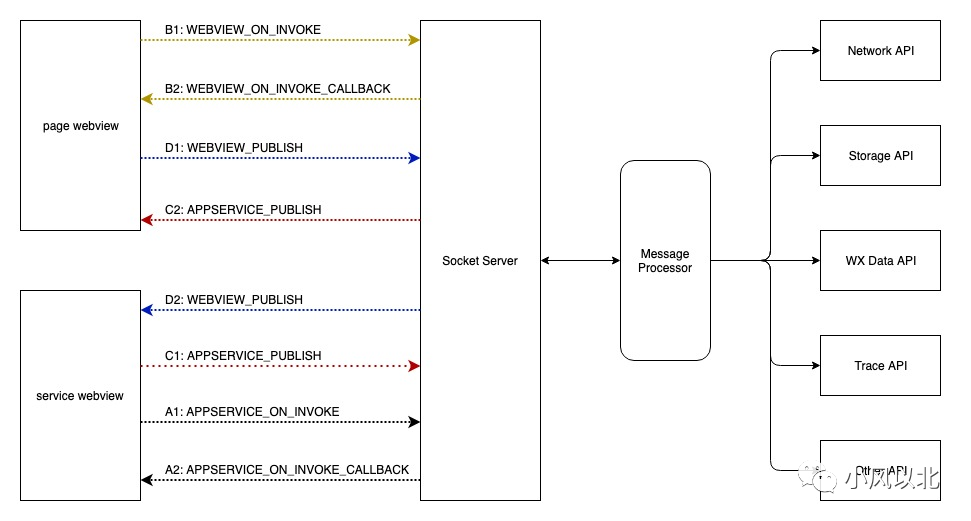 B1: WEBVIEW_ON_INVOKE
B2: WEBVIEW_ON_INVOKE_CALLBACK
page webview
D1: WEBVIEW_PUBLISH
C2: APPSERVICE_PUBLISH
D2: WEBVIEW_PUBLISH
C1: APPSERVICE_PUBLISH
service webview
A1: APPSERVICE_ON_INVOKE
A2: APPSERVICE_ON_INVOKE_CALLBACK
Socket Server
Message
Processor
Network API
Storage API
WX Data API
Trace API
Other API
小风以北